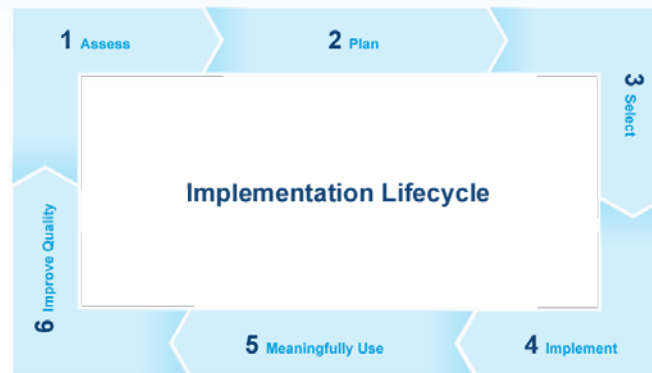 1 Assess
2 Plan
3 Select
Implementation Lifecycle
4 Implement
5 Meaningfully Use
6 Improve Quality